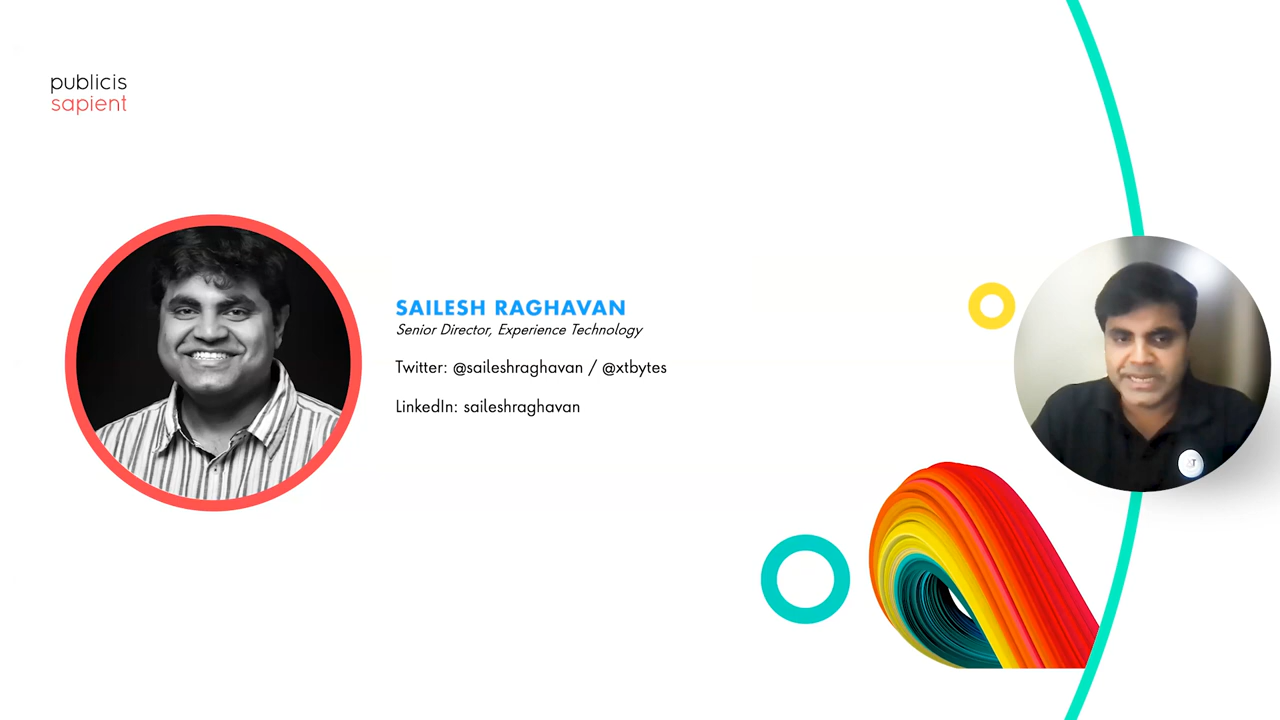 publicis
sapient
SAILESH RAGHAVAN
Senior Director, Experience Technology
Twitter: @saileshraghavan / @xtbytes
LinkedIn: saileshraghavan